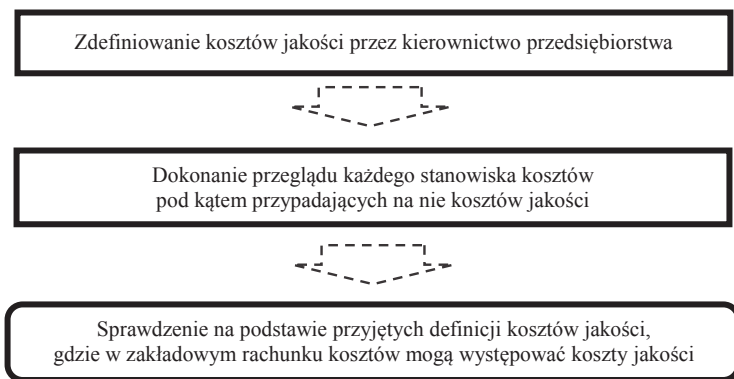 Zdefiniowanie kosztów jakości przez kierownictwo przedsiębiorstwa
Dokonanie przeglądu każdego stanowiska kosztów
pod kątem przypadających na nie kosztów jakości
Sprawdzenie na podstawie przyjętych definicji kosztów jakości,
gdzie w zakładowym rachunku kosztów mogą występować koszty jakości